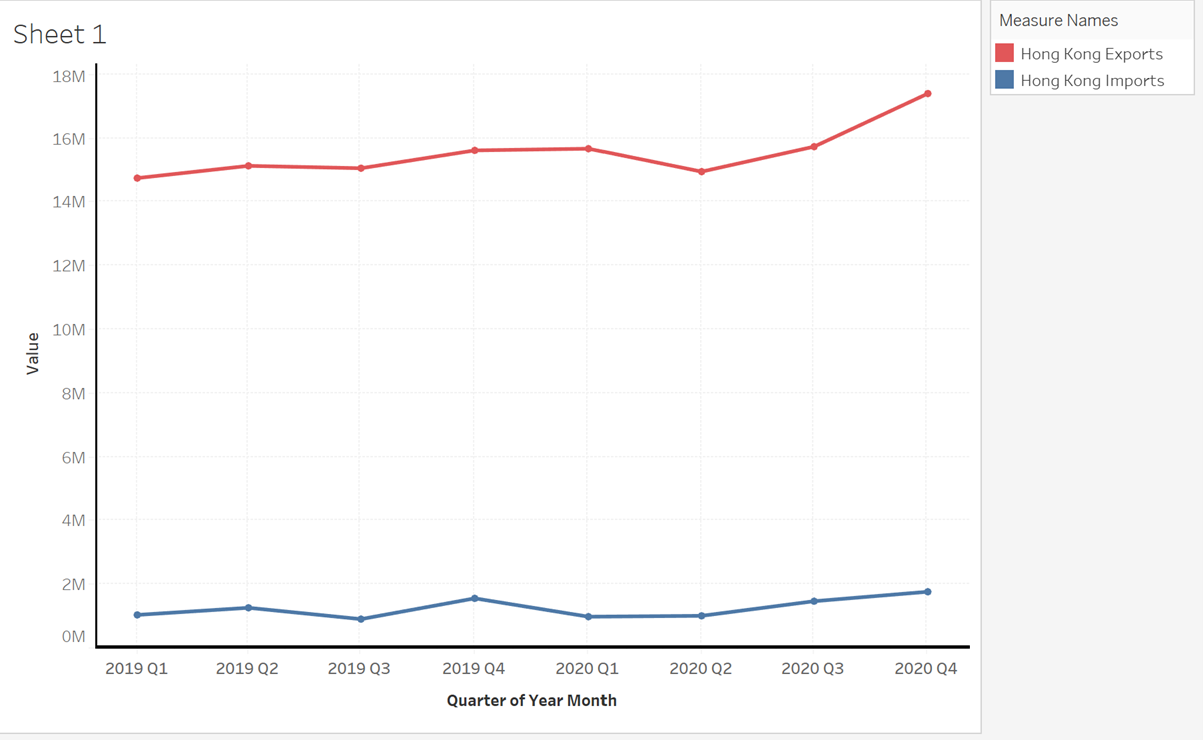 Sheet 1
18M
16M
14M
12M
10M
8M
6M
4M
2M
0M
Value
2019 Q1 2019 Q2 2019 Q3 2019 Q4 2020 Q1 2020 Q2 2020 Q3 2020 Q4
Quarter of Year Month
Measure Names
Hong Kong Exports
Hong Kong Imports